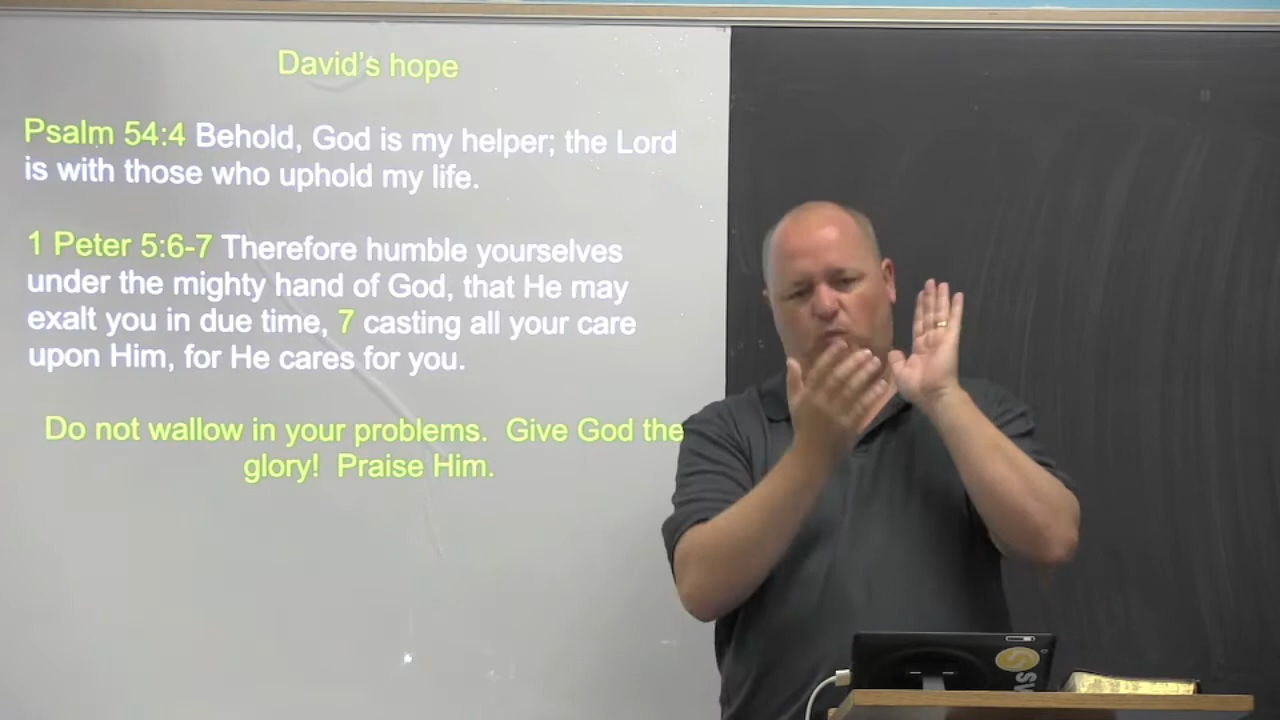 David's hope
Psalm 54:4 Behold, God is my helper; the Lord
is with those who uphold my life.
1 Peter 5:6-7 Therefore humble yourselves
under the mighty hand of God, that He may
exalt you in due time, 7 casting all your care
upon Him, for He cares for you.
Do not wallow in your problems.  Give God the
glory!  Praise Him.